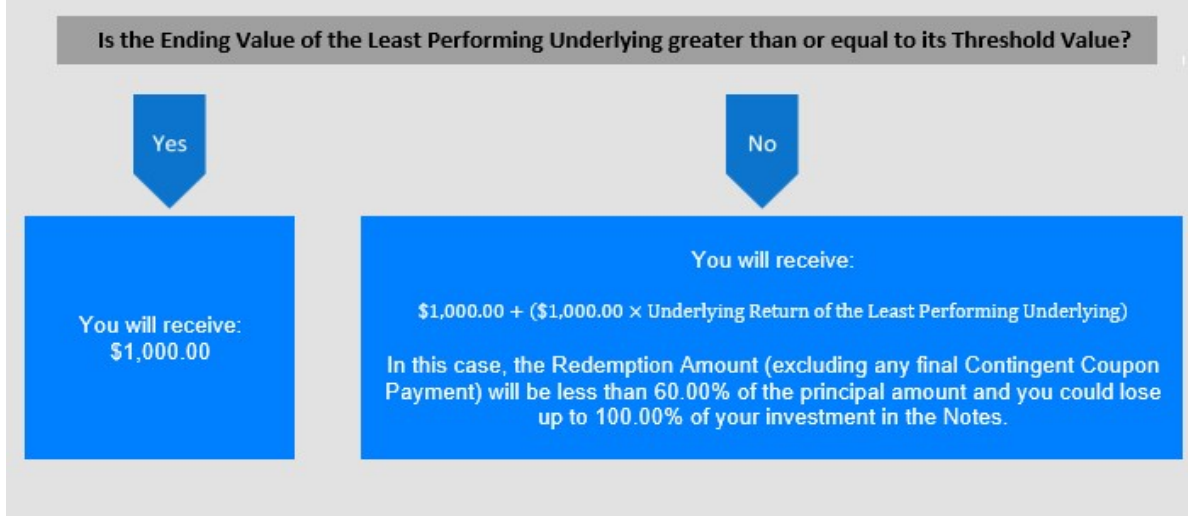 Is the Ending Value of the Least Performing Underlying greater than or equal to its Threshold Value?
Yes
No
You will receive:
$1,000.00
You will receive:
$1,000.00 + ($1,000.00 × Underlying Return of the Least Performing Underlying)
In this case, the Redemption Amount (excluding any final Contingent Coupon
Payment) will be less than 60.00% of the principal amount and you could lose
up to 100.00% of your investment in the Notes.